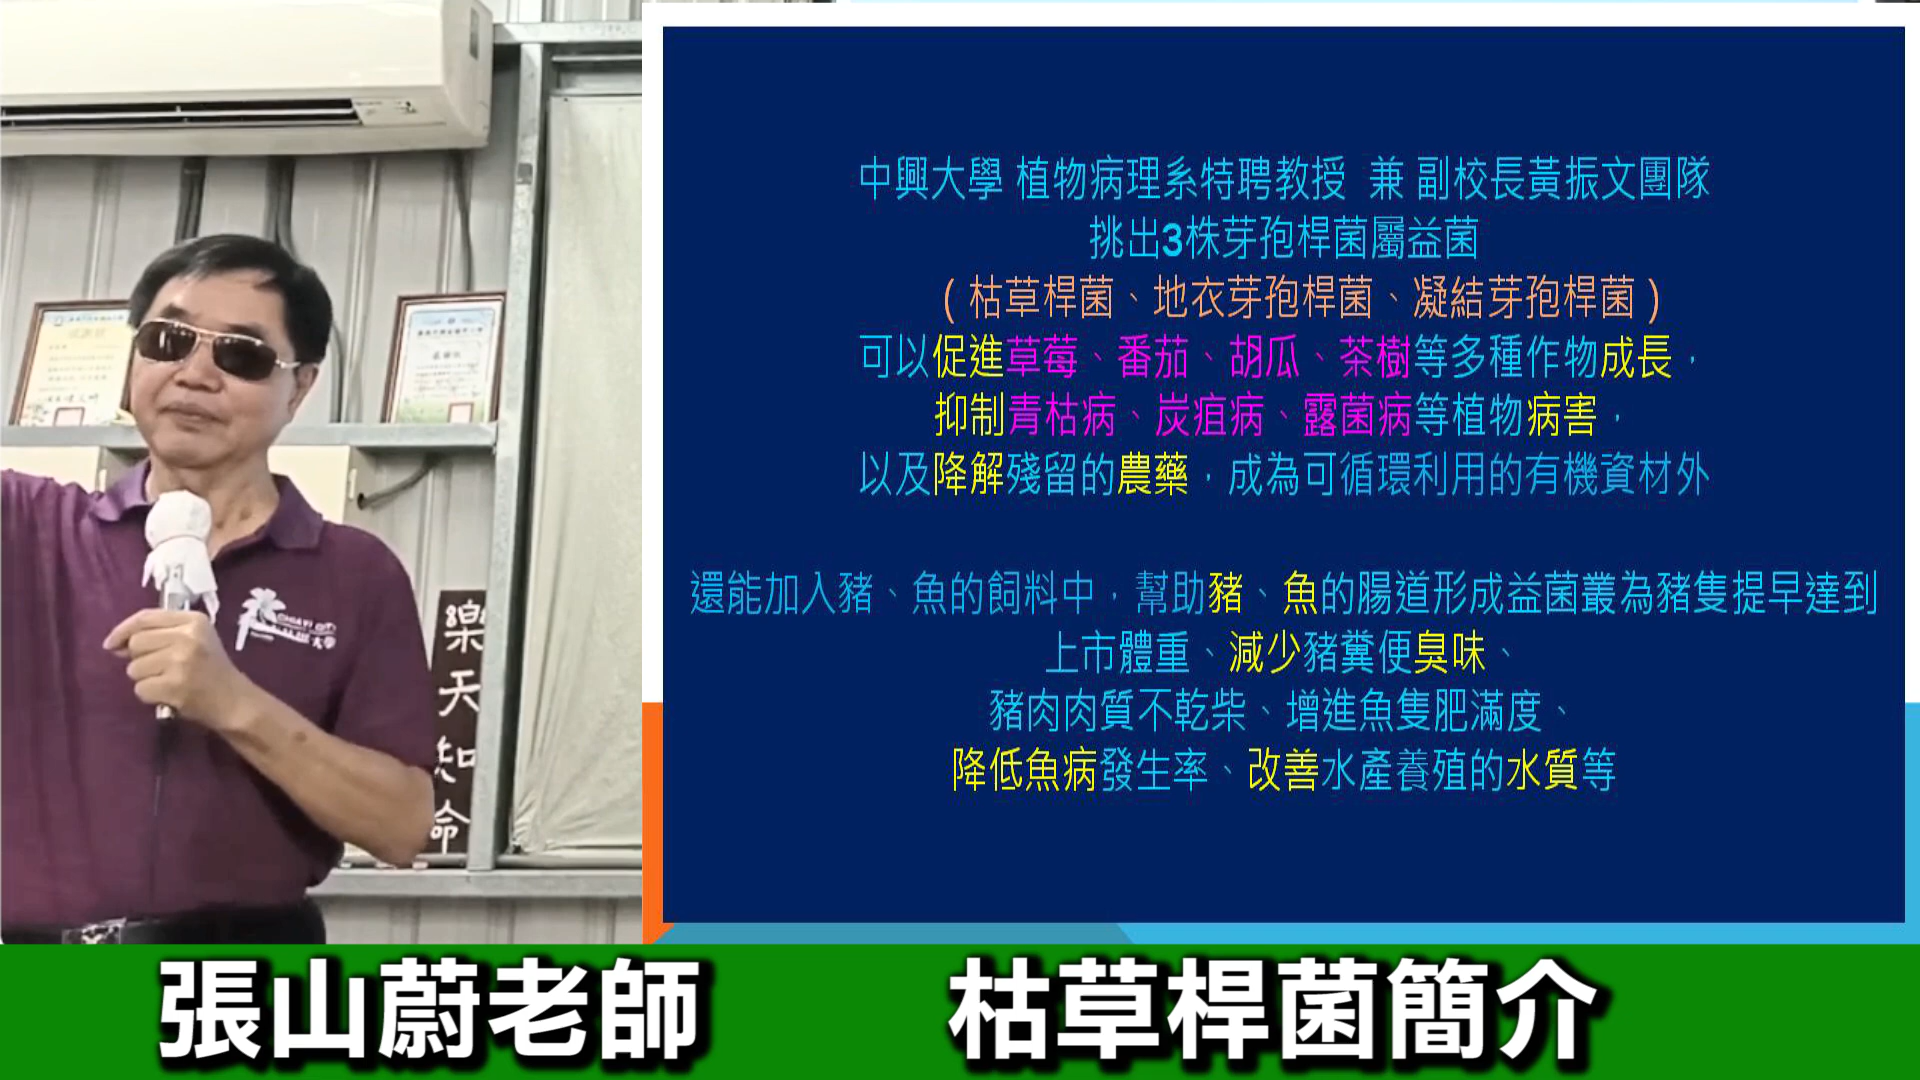 中興大學 植物病理系特聘教授 兼 副校長黃振文團隊
挑出3株芽孢桿菌屬益菌
(枯草桿菌、地衣芽孢桿菌、凝結芽孢桿菌)
可以促進草莓、番茄、胡瓜、茶樹等多種作物成長，
抑制青枯病、炭疽病、露菌病等植物病害，
以及降解殘留的農藥，成為可循環利用的有機資材外
還能加入豬、魚的飼料中，幫助豬、魚的腸道形成益菌叢為豬隻提早達到
上市體重、減少豬糞便臭味、
豬肉肉質不乾柴、增進魚隻肥滿度、
降低魚病發生率、改善水產養殖的水質等
樂天知命
大學
張山蔚老師
枯草桿菌簡介